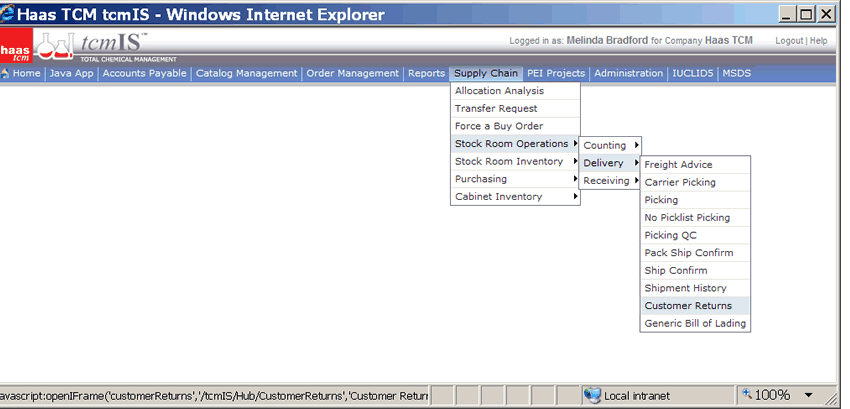 Haas TCM tcmIS - Windows Internet Explorer
haas tcm
tcmIS™
TOTAL CHEMICAL MANAGEMENT
Logged in as: Melinda Bradford for Company Haas TCM
Logout | Help
Home | Java App | Accounts Payable | Catalog Management | Order Management | Reports | Supply Chain | PEI Projects | Administration | IUCLID5 | MSDS
Allocation Analysis
Transfer Request
Force a Buy Order
Stock Room Operations
Stock Room Inventory
Purchasing
Cabinet Inventory
Counting
Delivery
Receiving
Freight Advice
Carrier Picking
Picking
No Picklist Picking
Picking QC
Pack Ship Confirm
Ship Confirm
Shipment History
Customer Returns
Generic Bill of Lading
avascript:openIFrame('customerReturns','/tcmIS/Hub/CustomerReturns','Customer Return
Local intranet
100%